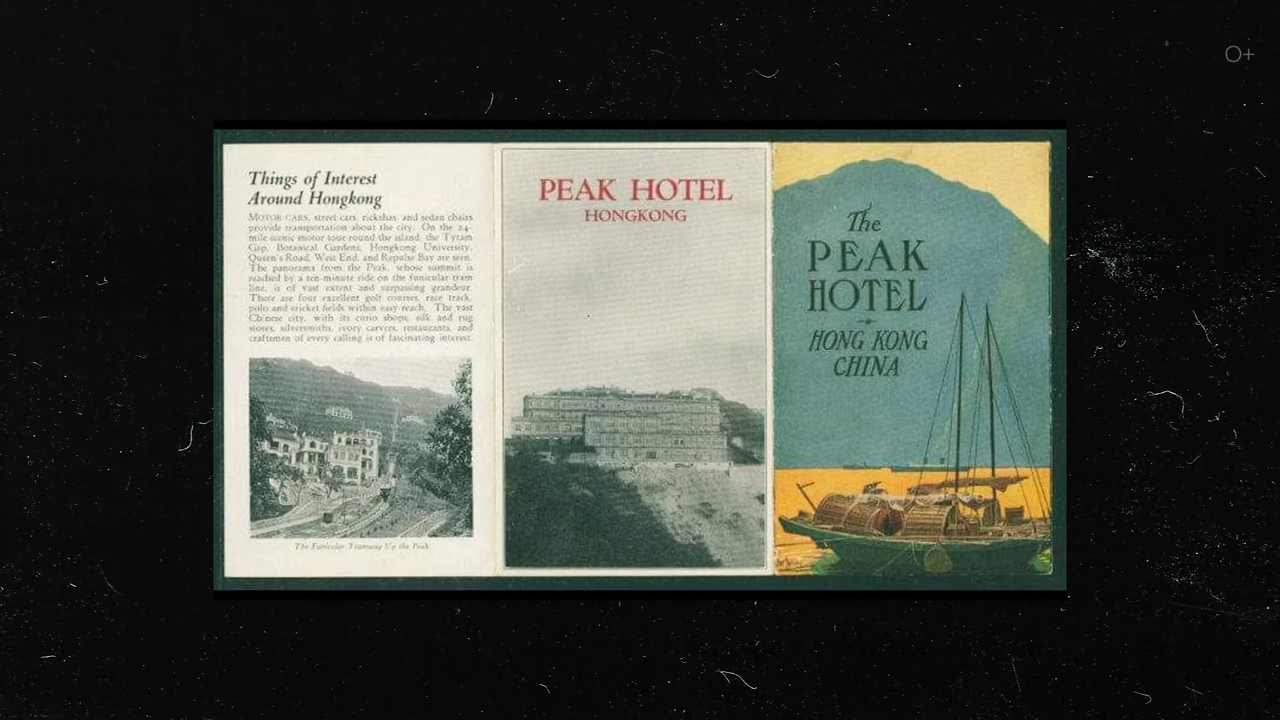 O+
Things of Interest
Around Hongkong
MOTOR CARS, street cars, rickshas, and sedan chairs
provide transportation about the city. On the 24-
mile scenic motor tour round the island, the Tytam
Gap, Botanical Gardens, Hongkong University,
Queen's Road, West End, and Repulse Bay are seen.
The panorama from the Peak, whose summit is
reached by a ten-minute ride on the funicular tram
line, is of vast extent and surpassing grandeur.
There are four excellent golf courses, race track,
polo and cricket fields within easy reach. The vast
Chinese city, with its curio shops, silk and rug
stores, silversmiths, ivory carvers, restaurants, and
craftsmen of every calling is of fascinating interest.
The Funicular Tramway Up the Peak
PEAK HOTEL
HONGKONG
The
PEAK
HOTEL
HONG KONG
CHINA